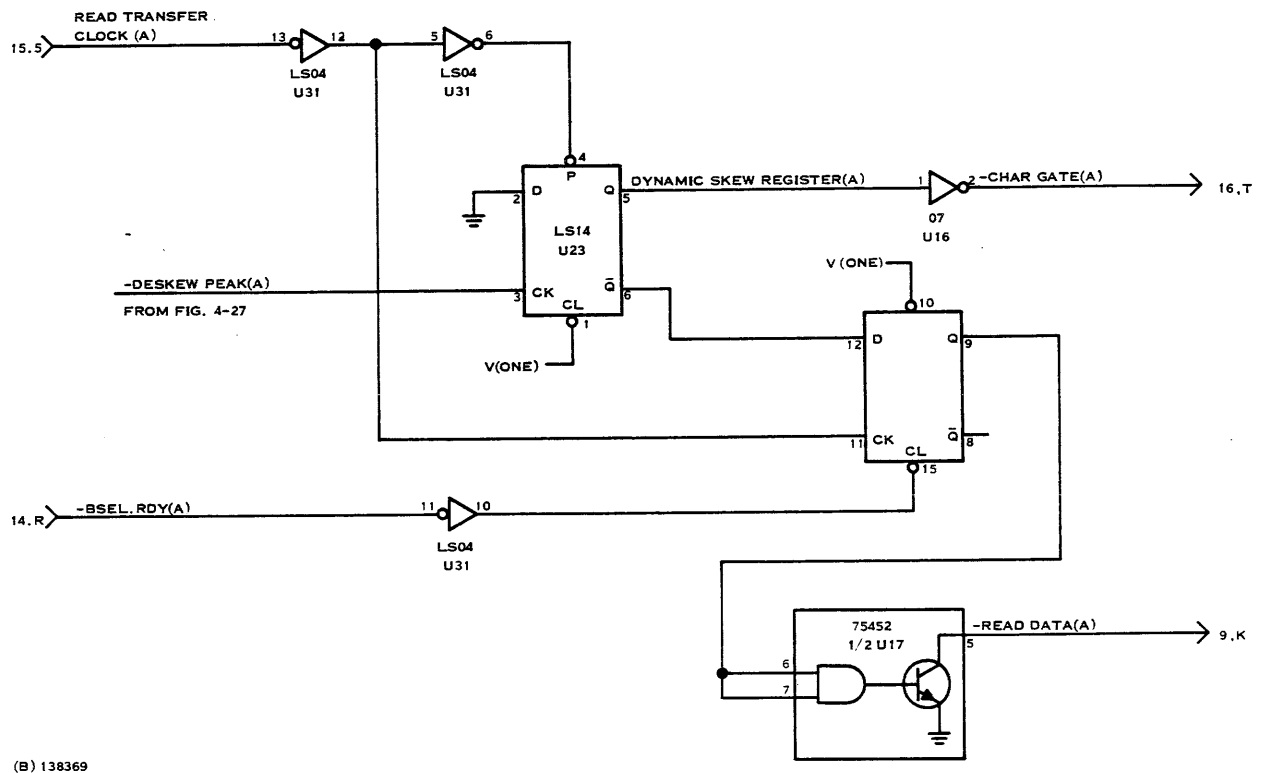 READ TRANSFER
CLOCK (A)
15.5
13
12
5
6
LS04
U31
LS04
U31
4
P
D
2
Q
5
DYNAMIC SKEW REGISTER(A)
1
2
-CHAR GATE(A)
16,T
07
U16
LS14
U23
V (ONE)
-DESKEW PEAK(A)
3
CK
CL
Q
6
10
FROM FIG. 4-27
1
V(ONE)
12
D
Q
9
11
CK
Q
8
CL
15
14.R
-BSEL.RDY(A)
11
10
LS04
U31
75452
1/2 U17
-READ DATA(A)
5
9,K
6
7
(B) 138369